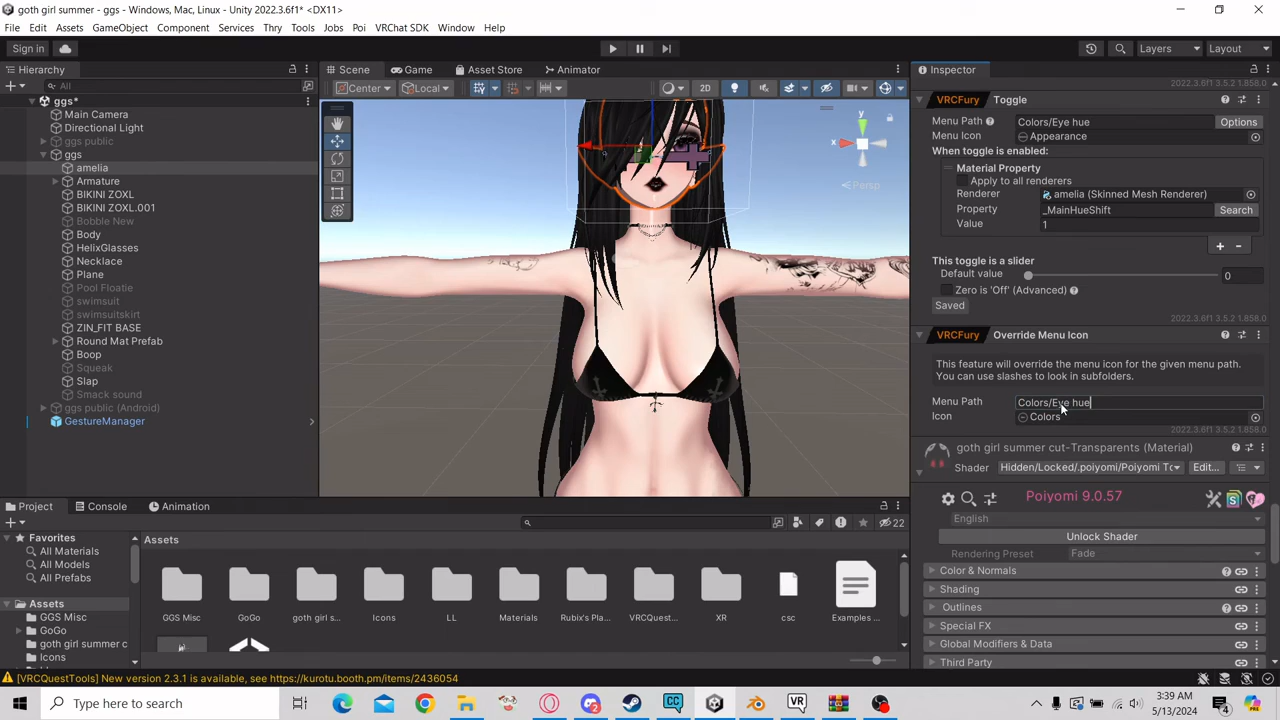 goth girl summer - ggs - Windows, Mac, Linux - Unity 2022.3.6f1* <DX11>
File Edit Assets GameObject Component Services Thry Tools Jobs Poi VRChat SDK Window Help
Sign in
Layers
Layout
Hierarchy
All
ggs*
Main Camera
Directional Light
ggs public
ggs
amelia
Armature
BIKINI ZOXL
BIKINI ZOXL.001
Bobble New
Body
HelixGlasses
Necklace
Plane
Pool Floatie
swimsuit
swimsuitskirt
ZIN_FIT BASE
Round Mat Prefab
Boop
Squeak
Slap
Smack sound
ggs public (Android)
GestureManager
Scene Game Asset Store Animator
Center Local 2D
y
x
z
Persp
Inspector
2022.3.6f1 3.5.2 1.858.0
VRCFury Toggle
Menu Path Colors/Eye hue Options
Menu Icon Appearance
When toggle is enabled:
Material Property
Apply to all renderers
Renderer amelia (Skinned Mesh Renderer)
Property _MainHueShift Search
Value 1
+ -
This toggle is a slider
Default value 0
Zero is 'Off' (Advanced)
Saved
2022.3.6f1 3.5.2 1.858.0
VRCFury Override Menu Icon
This feature will override the menu icon for the given menu path.
You can use slashes to look in subfolders.
Menu Path Colors/Eye hue
Icon Colors
2022.3.6f1 3.5.2 1.858.0
goth girl summer cut-Transparents (Material)
Shader Hidden/Locked/.poiyomi/Poiyomi To Edit...
Poiyomi 9.0.57
English
Unlock Shader
Rendering Preset Fade
Color & Normals
Shading
Outlines
Special FX
Global Modifiers & Data
Third Party
Project Console Animation
22
Favorites
All Materials
All Models
All Prefabs
Assets
GGS Misc
GoGo
goth girl summer c
Icons
Assets
GGS Misc GoGo goth girl s... Icons LL Materials Rubix's Pla... VRCQuest... XR csc Examples ...
[VRCQuestTools] New version 2.3.1 is available, see https://kurotu.booth.pm/items/2436054
Type here to search
3:39 AM
5/13/2024
4